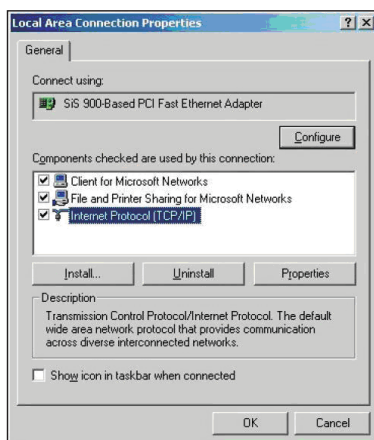 Local Area Connection Properties
General
Connect using:
SiS 900-Based PCI Fast Ethernet Adapter
Configure
Components checked are used by this connection:
Client for Microsoft Networks
File and Printer Sharing for Microsoft Networks
Internet Protocol (TCP/IP)
Install... Uninstall Properties
Description
Transmission Control Protocol/Internet Protocol. The default
wide area network protocol that provides communication
across diverse interconnected networks.
Show icon in taskbar when connected
OK Cancel